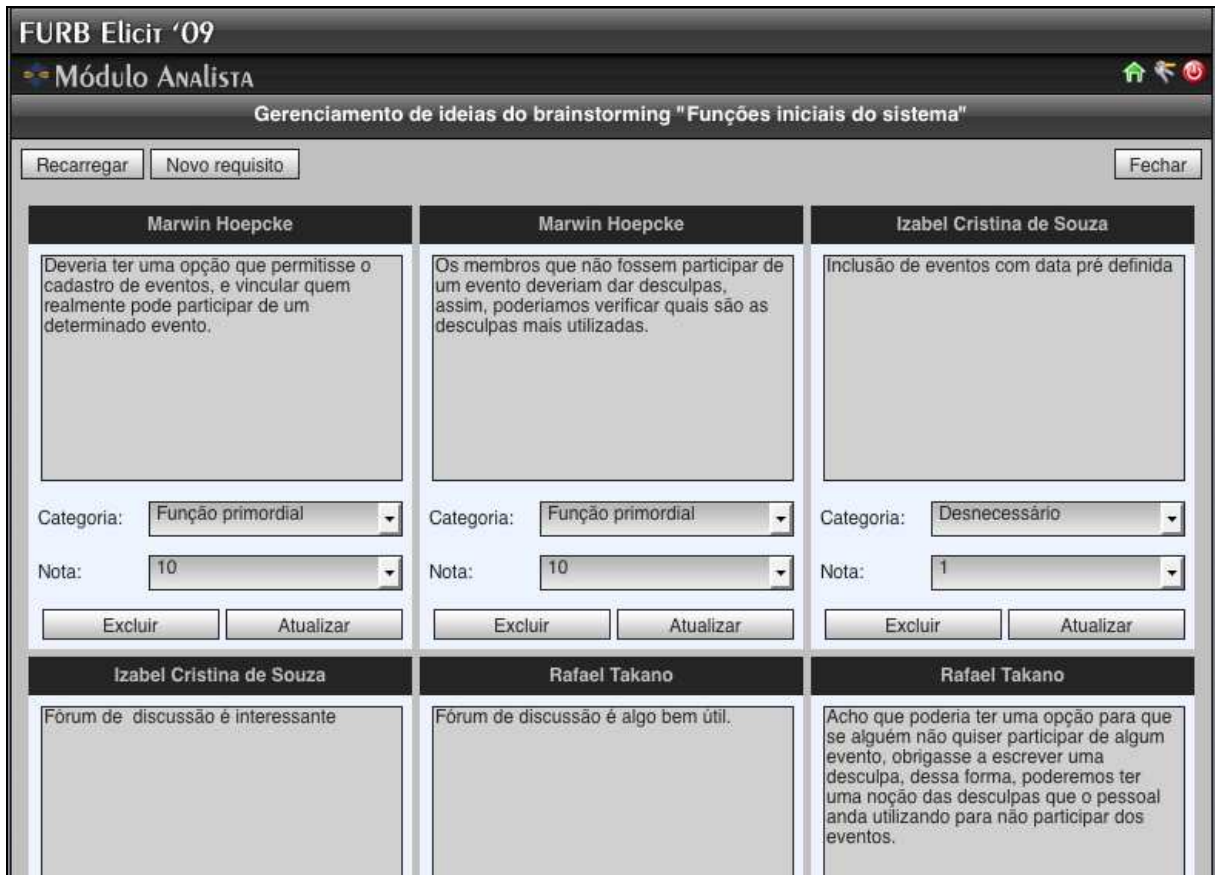 FURB Elicit ‘09
Módulo Analista
Gerenciamento de ideias do brainstorming "Funções iniciais do sistema"
Recarregar Novo requisito Fechar
Marwin Hoepcke
Deveria ter uma opção que permitisse o
cadastro de eventos, e vincular quem
realmente pode participar de um
determinado evento.
Categoria: Função primordial
Nota: 10
Excluir Atualizar
Marwin Hoepcke
Os membros que não fossem participar de
um evento deveriam dar desculpas,
assim, poderiamos verificar quais são as
desculpas mais utilizadas.
Categoria: Função primordial
Nota: 10
Excluir Atualizar
Izabel Cristina de Souza
Inclusão de eventos com data pré definida
Categoria: Desnecessário
Nota: 1
Excluir Atualizar
Izabel Cristina de Souza
Fórum de  discussão é interessante
Rafael Takano
Fórum de discussão é algo bem útil.
Rafael Takano
Acho que poderia ter uma opção para que
se alguém não quiser participar de algum
evento, obrigasse a escrever uma
desculpa, dessa forma, poderemos ter
uma noção das desculpas que o pessoal
anda utilizando para não participar dos
eventos.